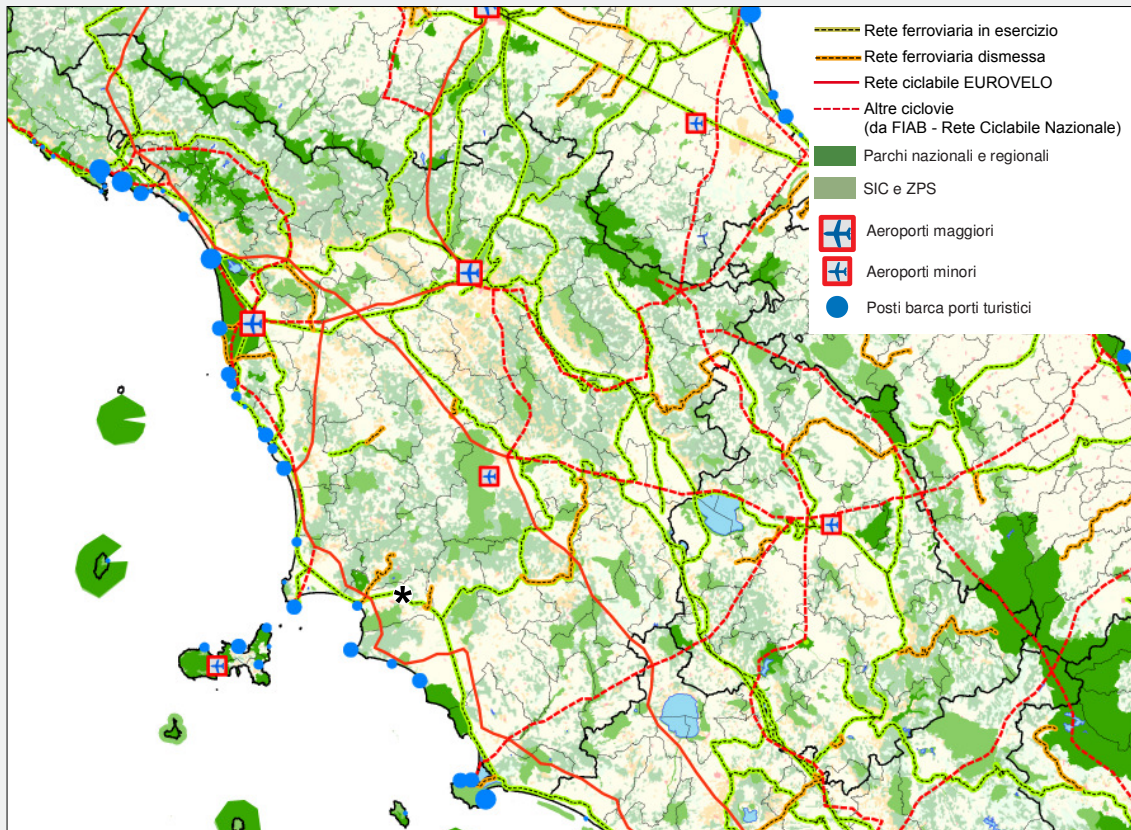 Rete ferroviaria in esercizio
Rete ferroviaria dismessa
Rete ciclabile EUROVELO
Altre ciclovie
(da FIAB - Rete Ciclabile Nazionale)
Parchi nazionali e regionali
SIC e ZPS
Aeroporti maggiori
Aeroporti minori
Posti barca porti turistici
*